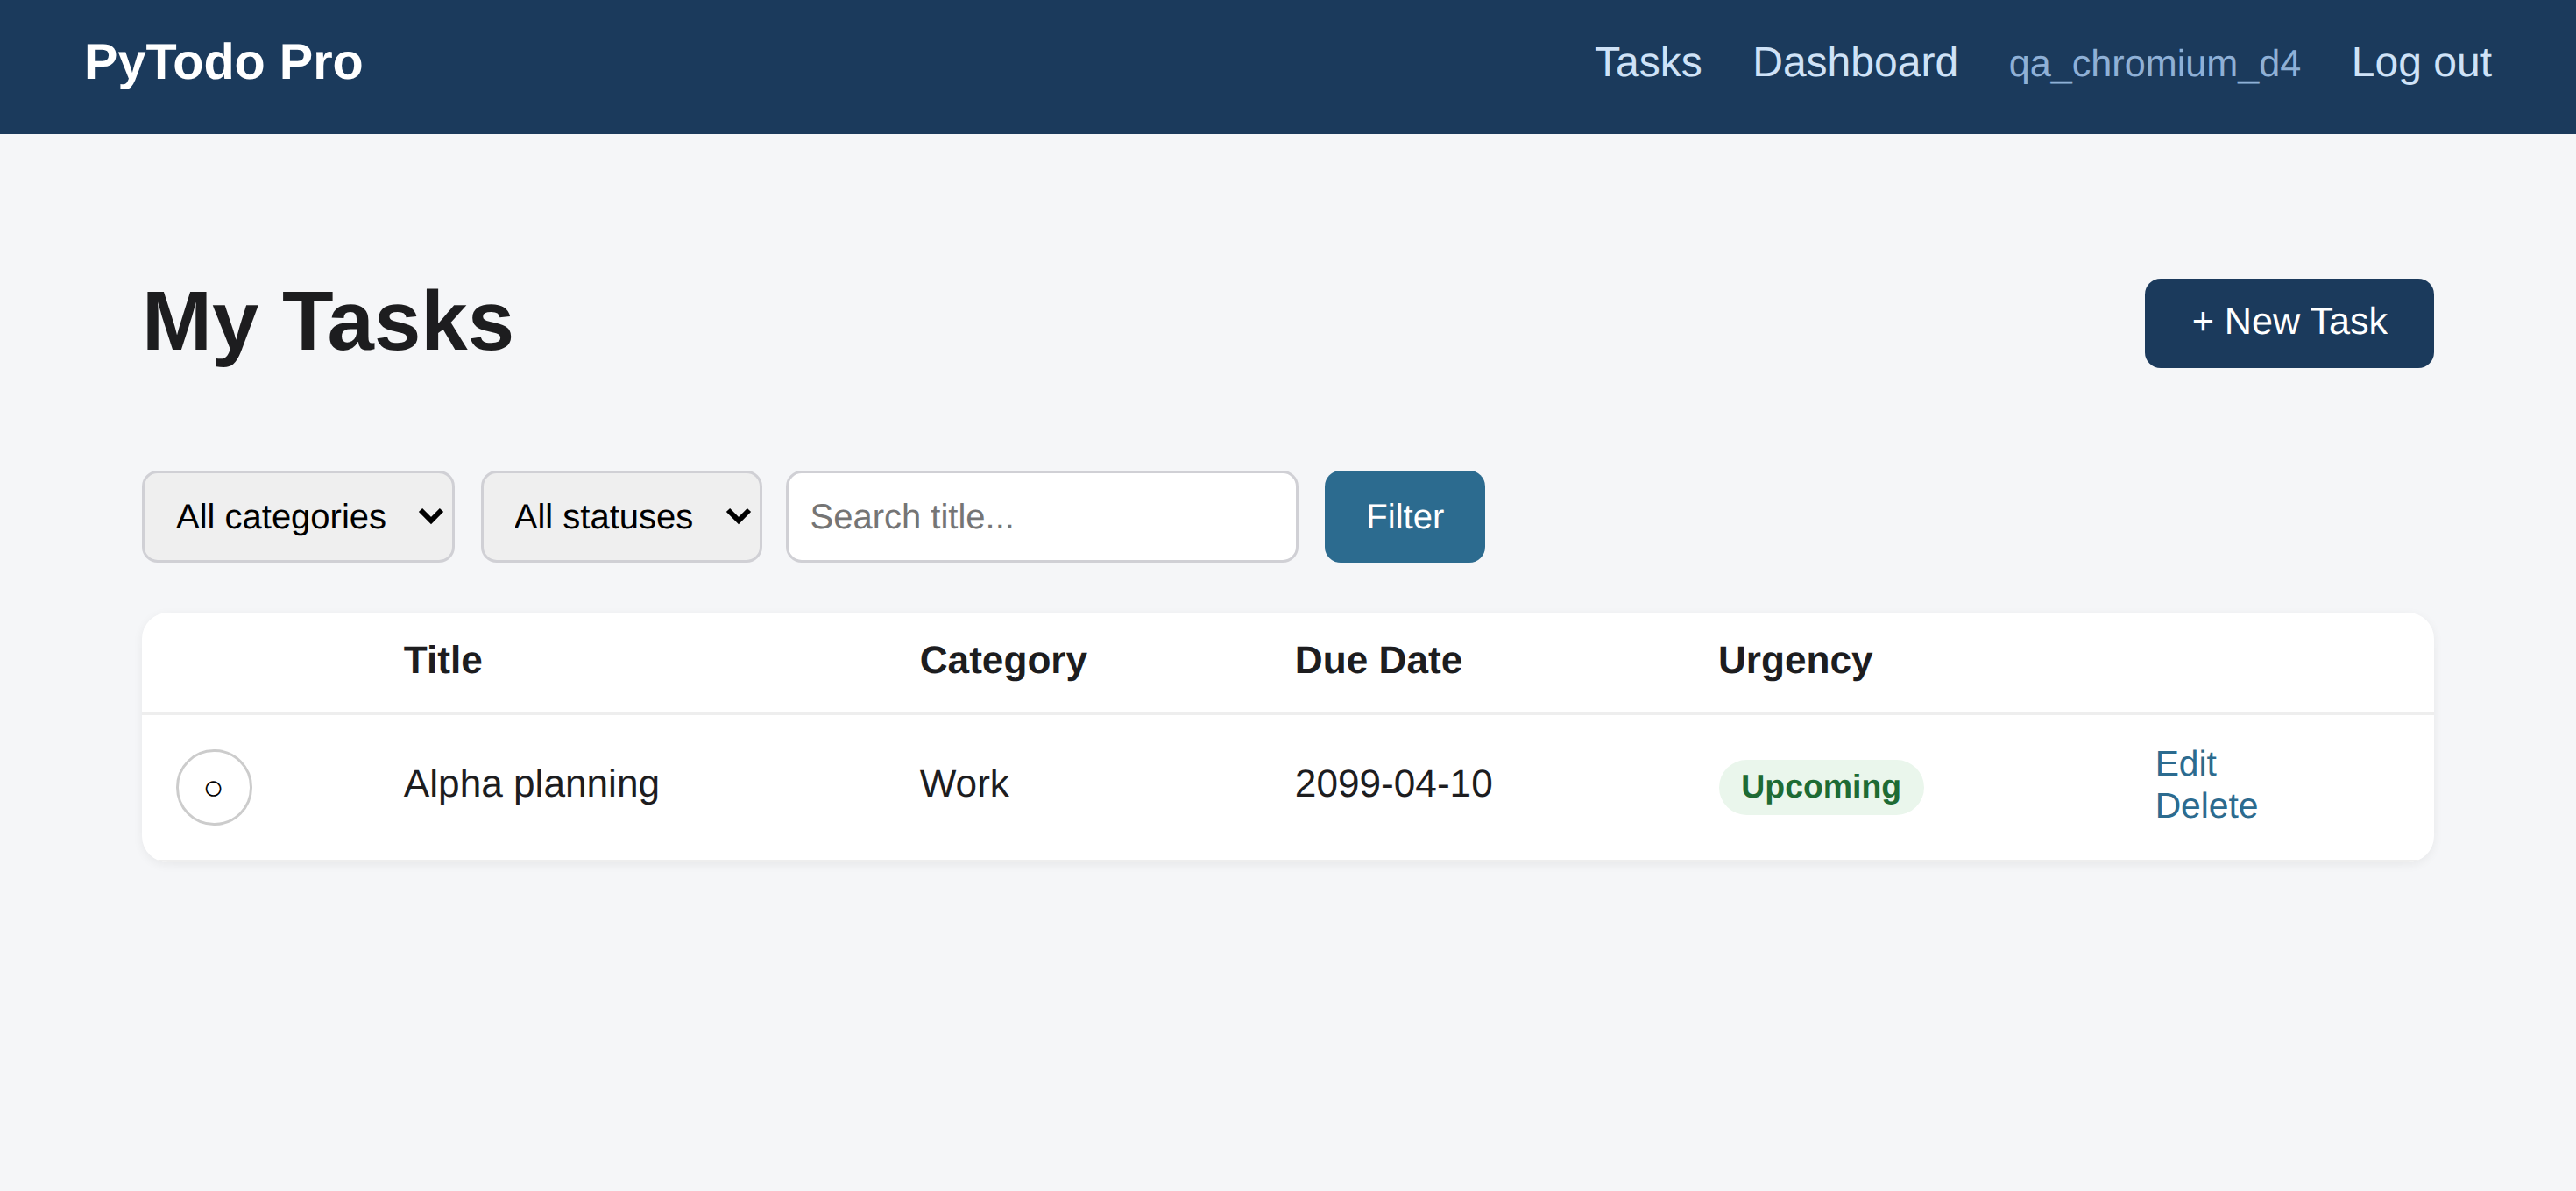 PyTodo Pro Tasks Dashboard qa_chromium_d4 Log out
My Tasks + New Task
All categories All statuses Search title... Filter
Title Category Due Date Urgency
Alpha planning Work 2099-04-10 Upcoming Edit
Delete